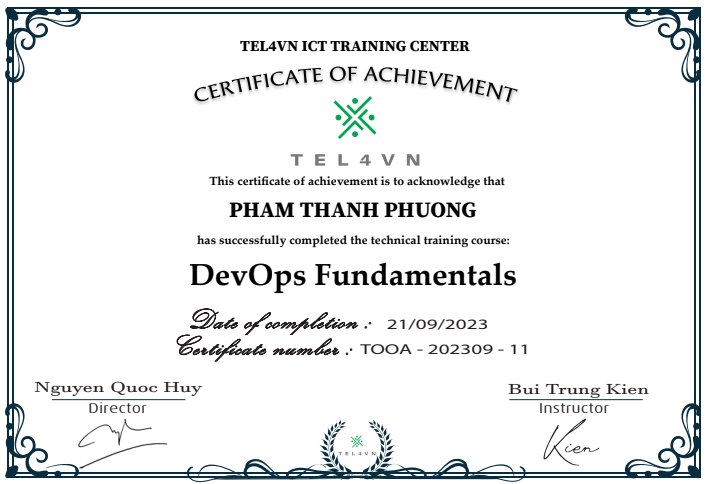 TEL4VN ICT TRAINING CENTER
CERTIFICATE OF ACHIEVEMENT
TEL4VN
This certificate of achievement is to acknowledge that
PHAM THANH PHUONG
has successfully completed the technical training course:
DevOps Fundamentals
Date of completion : 21/09/2023
Certificate number : TOOA - 202309 - 11
Nguyen Quoc Huy
Director
Bui Trung Kien
Instructor
Kien
TEL4VN